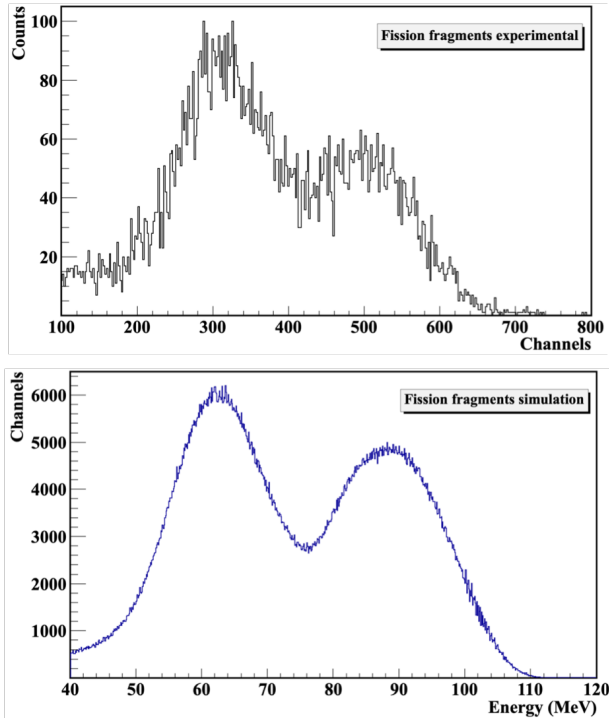 Counts
100
80
60
40
20
Fission fragments experimental
100 200 300 400 500 600 700 800
Channels
Channels
6000
5000
4000
3000
2000
1000
Fission fragments simulation
40 50 60 70 80 90 100 110 120
Energy (MeV)